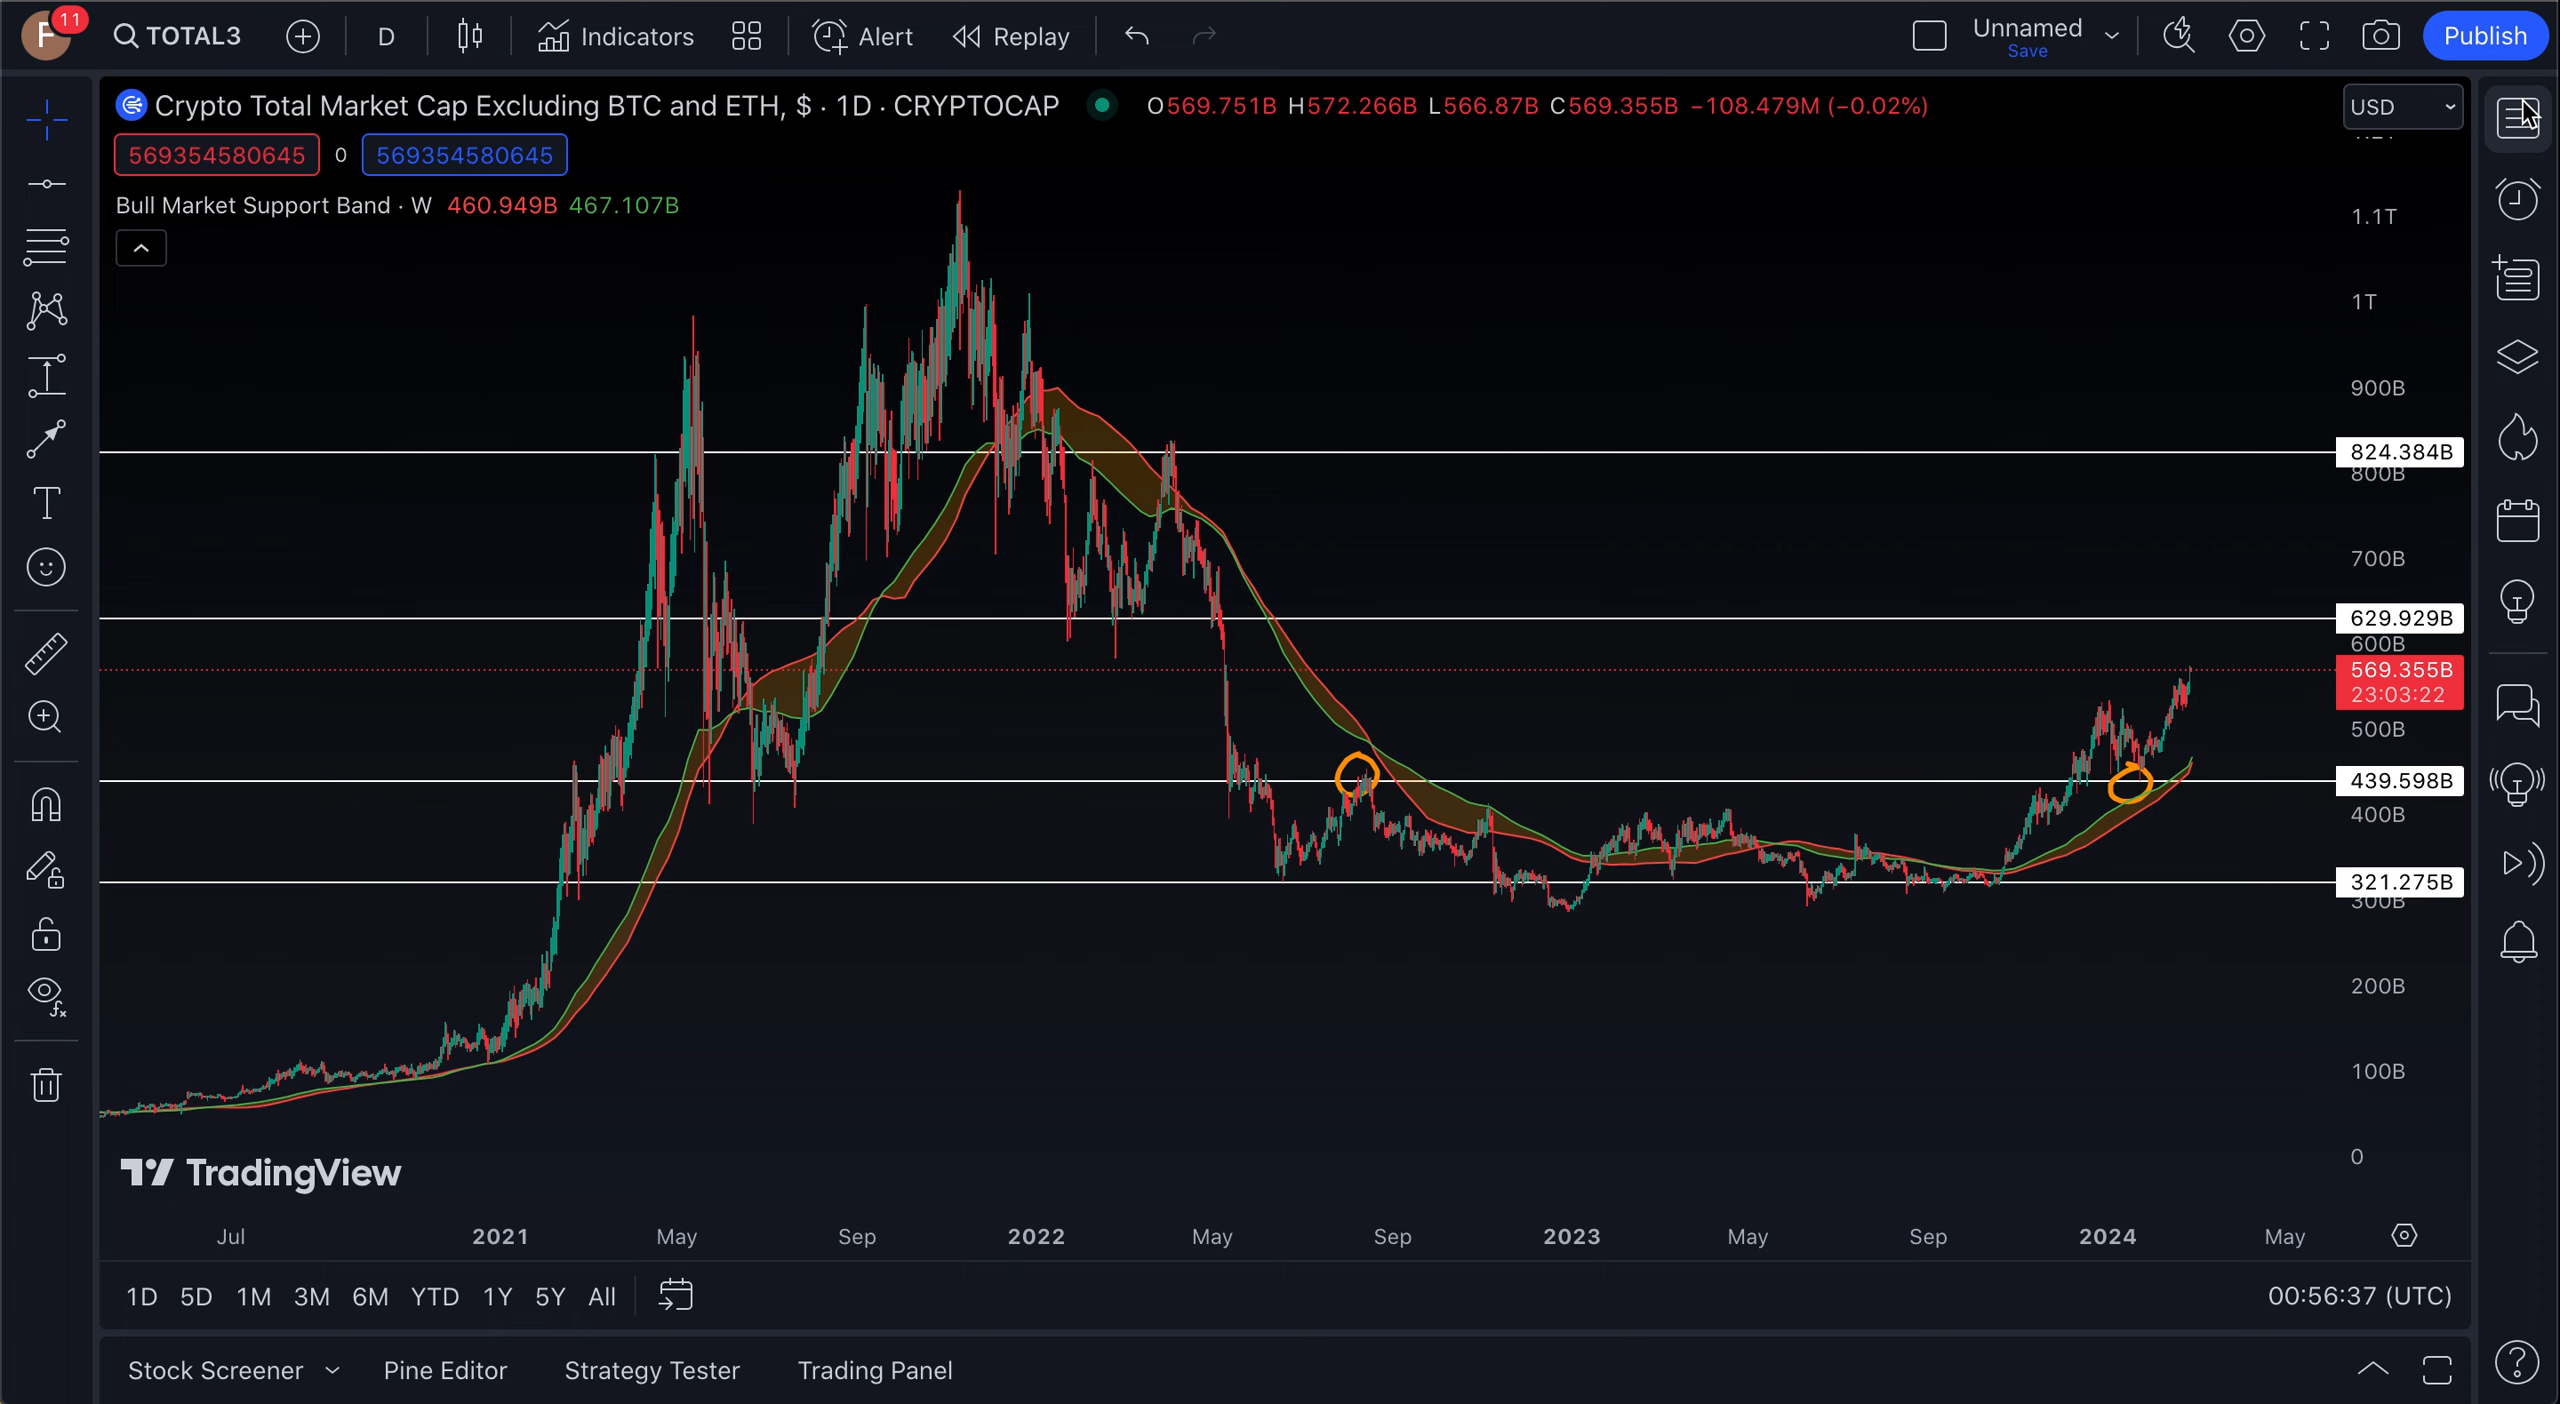 F 11 TOTAL3 D Indicators Alert Replay Unnamed Save Publish
Crypto Total Market Cap Excluding BTC and ETH, $ · 1D · CRYPTOCAP O569.751B H572.266B L566.87B C569.355B −108.479M (−0.02%) USD
569354580645 0 569354580645
Bull Market Support Band · W 460.949B 467.107B
1.1T
1T
900B
824.384B
800B
700B
629.929B
600B
569.355B
23:03:22
500B
439.598B
400B
321.275B
300B
200B
100B
0
TradingView
Jul 2021 May Sep 2022 May Sep 2023 May Sep 2024 May
1D 5D 1M 3M 6M YTD 1Y 5Y All 00:56:37 (UTC)
Stock Screener Pine Editor Strategy Tester Trading Panel